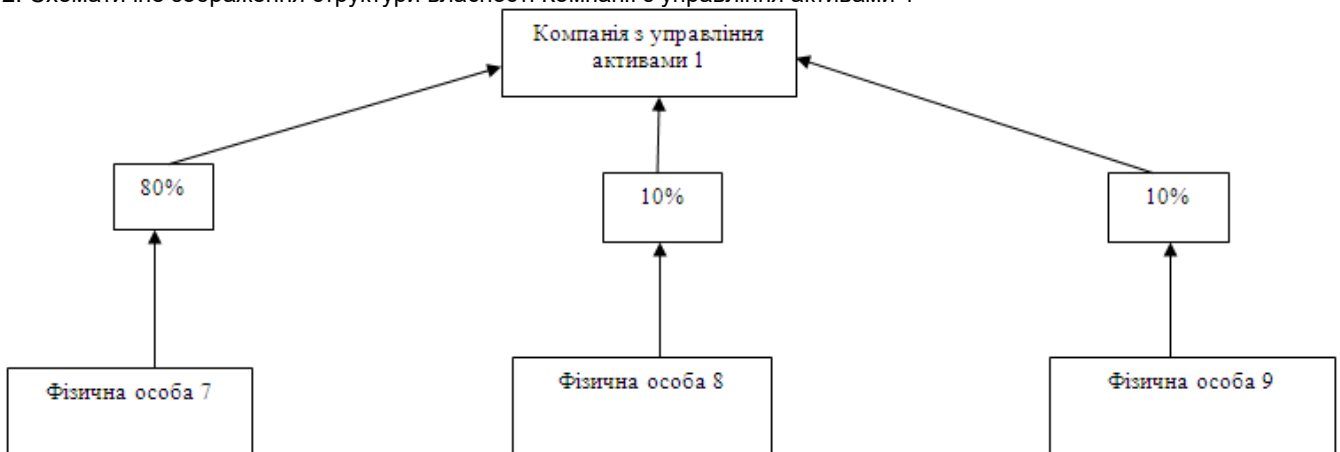 2. Схематичне зображення структури власності Компанії з управління активами 1
Компанія з управління
активами 1
80%
10%
10%
Фізична особа 7
Фізична особа 8
Фізична особа 9